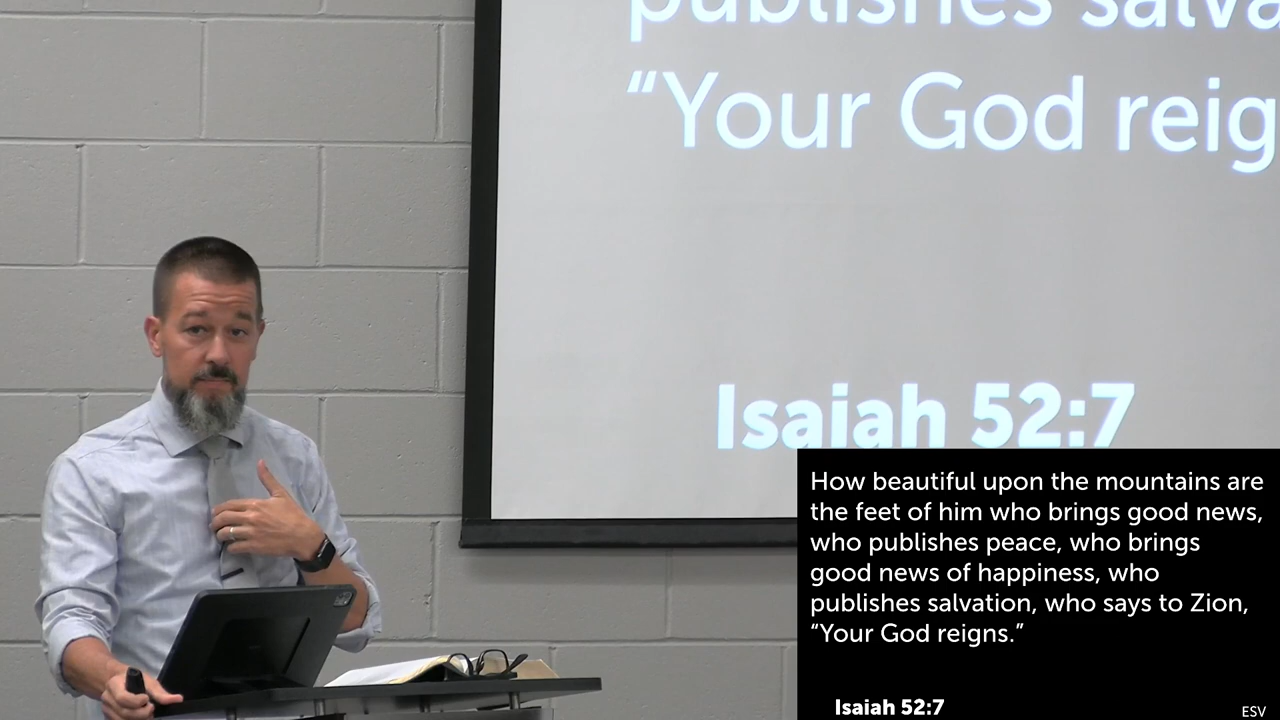 publishes salva
“Your God reig
Isaiah 52:7
How beautiful upon the mountains are
the feet of him who brings good news,
who publishes peace, who brings
good news of happiness, who
publishes salvation, who says to Zion,
“Your God reigns.”
Isaiah 52:7
ESV